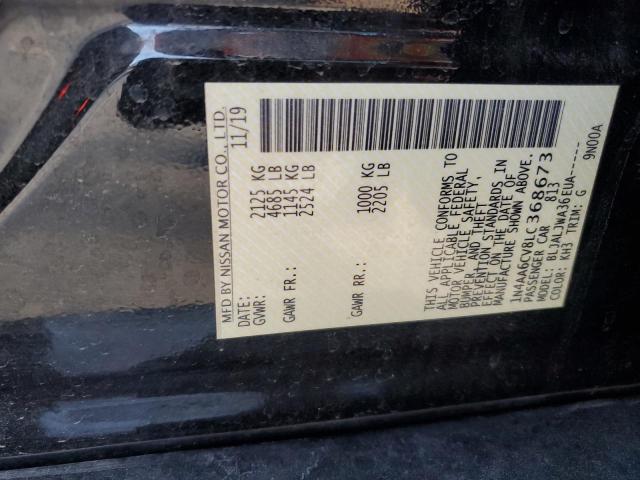 MFD BY NISSAN MOTOR CO., LTD.
DATE: 11/19
GVWR: 2125 KG
4685 LB
GAWR FR.: 1145 KG
2524 LB
GAWR RR.: 1000 KG
2205 LB
THIS VEHICLE CONFORMS TO
ALL APPLICABLE FEDERAL
MOTOR VEHICLE SAFETY,
BUMPER, AND THEFT
PREVENTION STANDARDS IN
EFFECT ON THE DATE OF
MANUFACTURE SHOWN ABOVE.
1N4AA6CV8LC368673
PASSENGER CAR 813
MODEL: BLJALJWA36EUA-----
COLOR: KH3 TRIM: G
9N00A